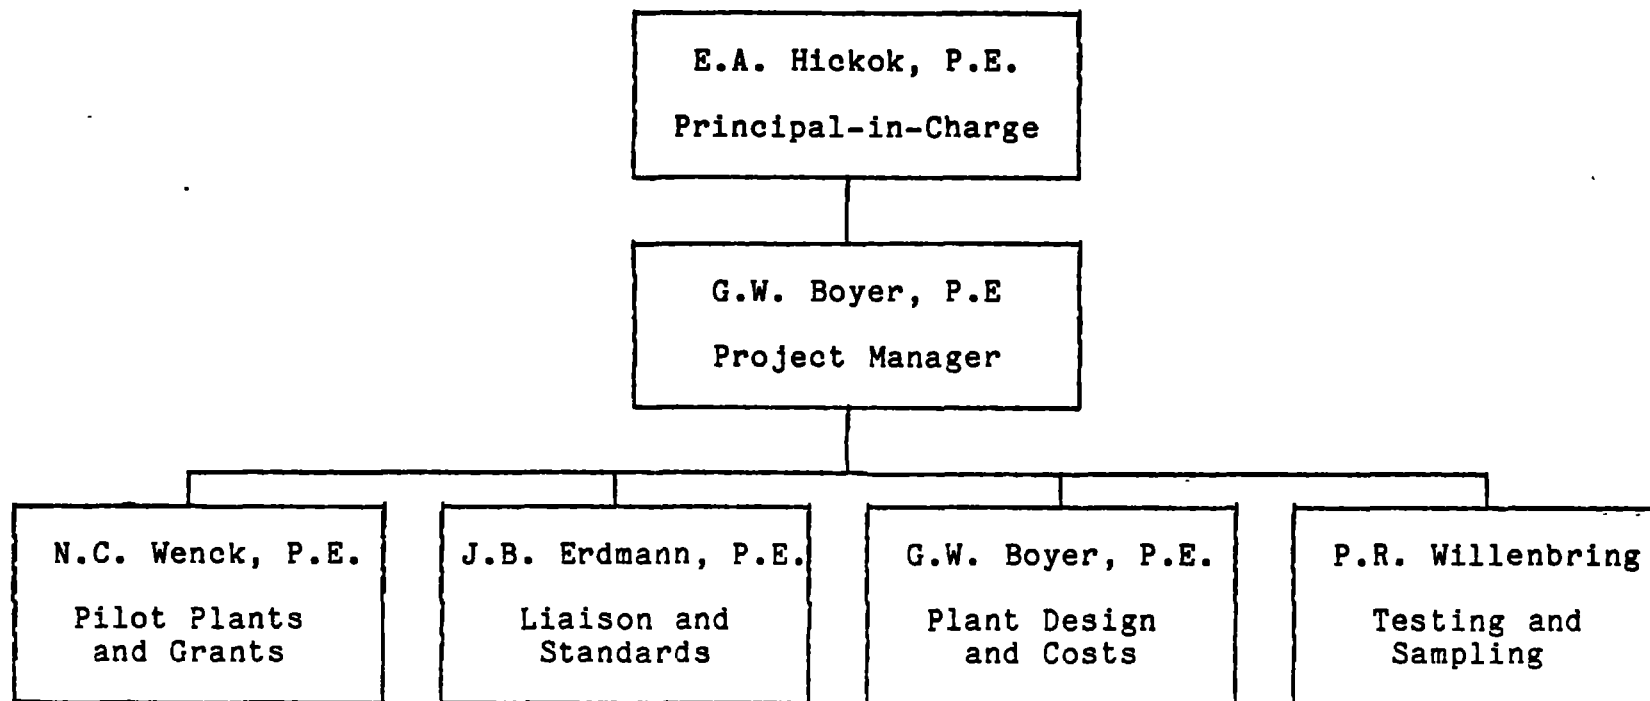 E.A. Hickok, P.E.
Principal-in-Charge
G.W. Boyer, P.E
Project Manager
N.C. Wenck, P.E.
Pilot Plants
and Grants
J.B. Erdmann, P.E.
Liaison and
Standards
G.W. Boyer, P.E.
Plant Design
and Costs
P.R. Willenbring
Testing and
Sampling